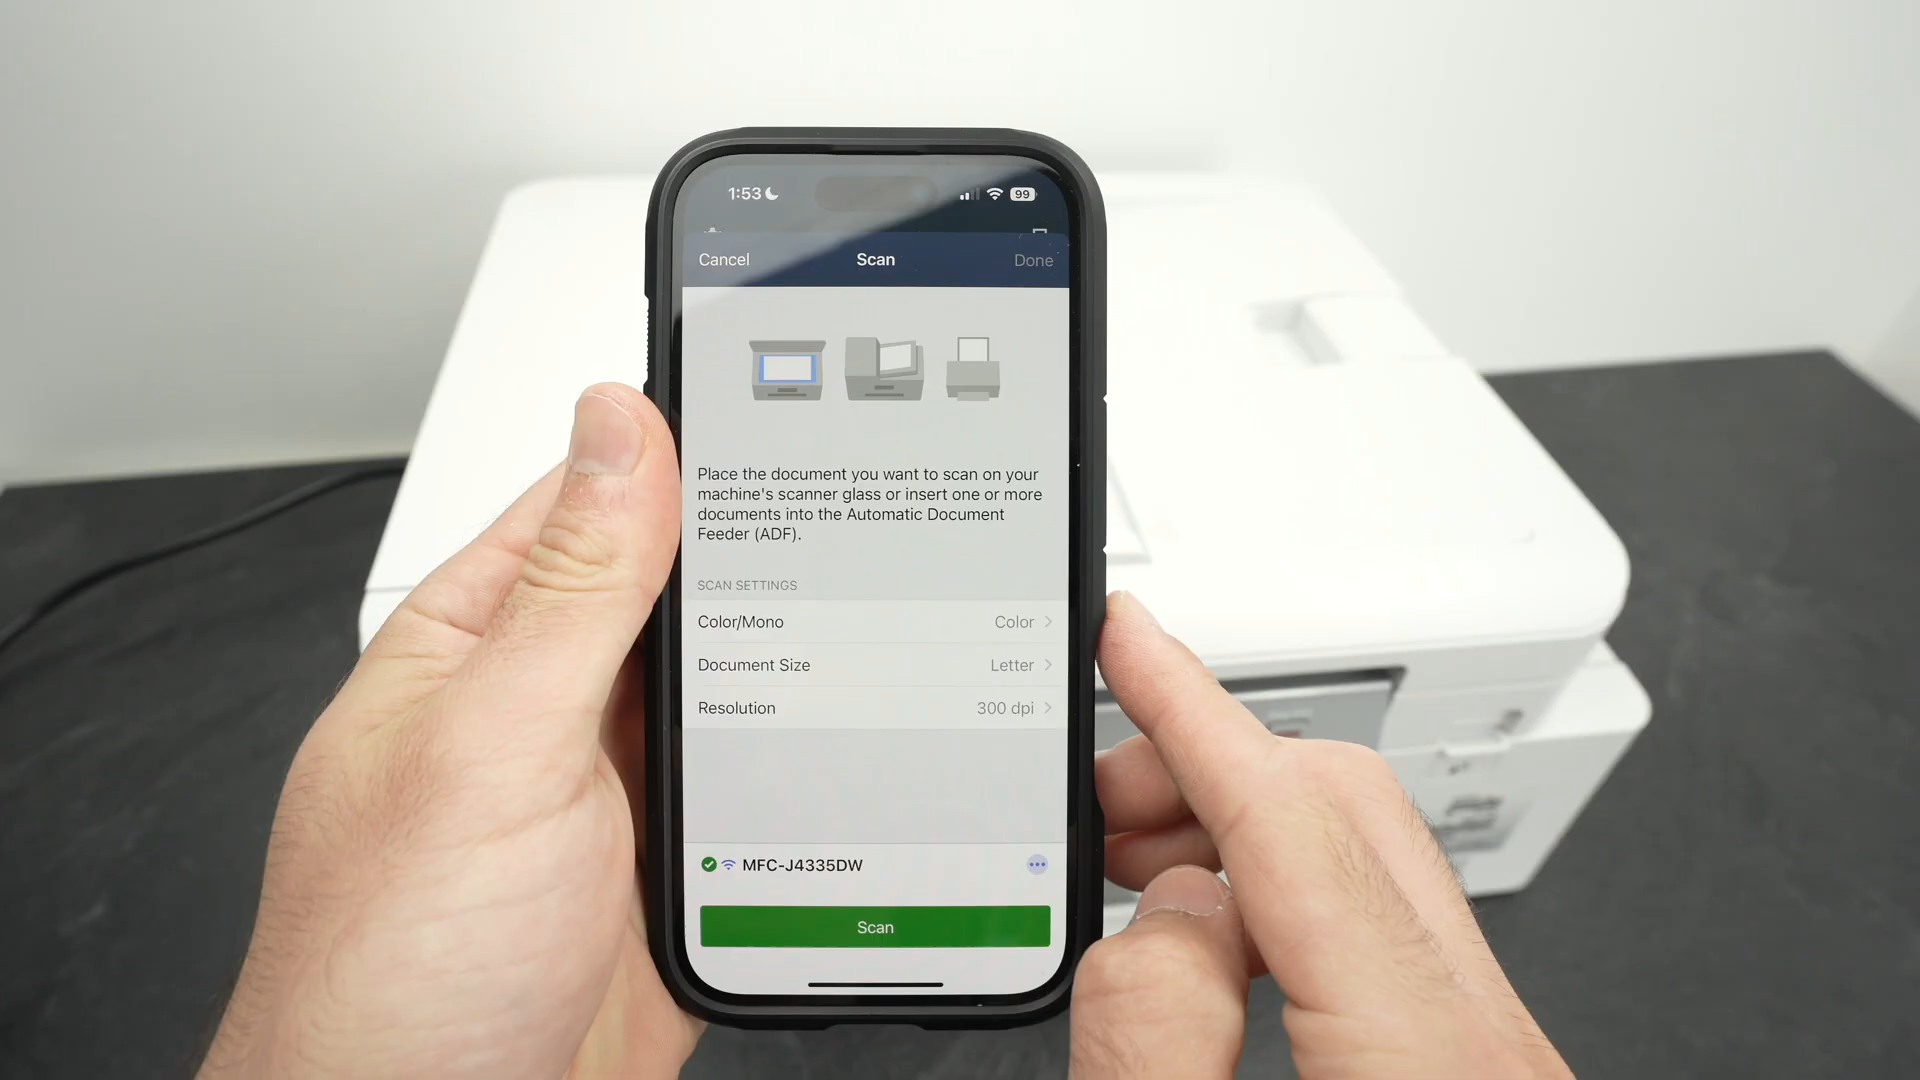 1:53
99
Cancel
Scan
Done
Place the document you want to scan on your
machine's scanner glass or insert one or more
documents into the Automatic Document
Feeder (ADF).
SCAN SETTINGS
Color/Mono Color
Document Size Letter
Resolution 300 dpi
MFC-J4335DW
Scan